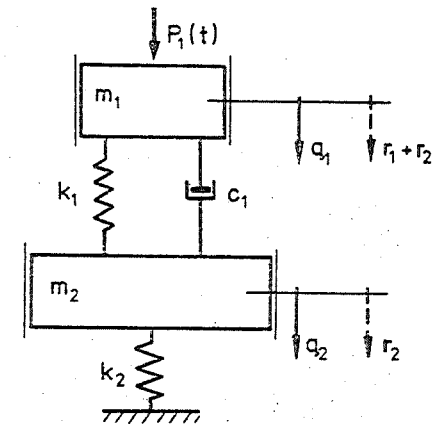 P₁(t)
m₁
q₁
r₁ + r₂
k₁
c₁
m₂
q₂
r₂
k₂